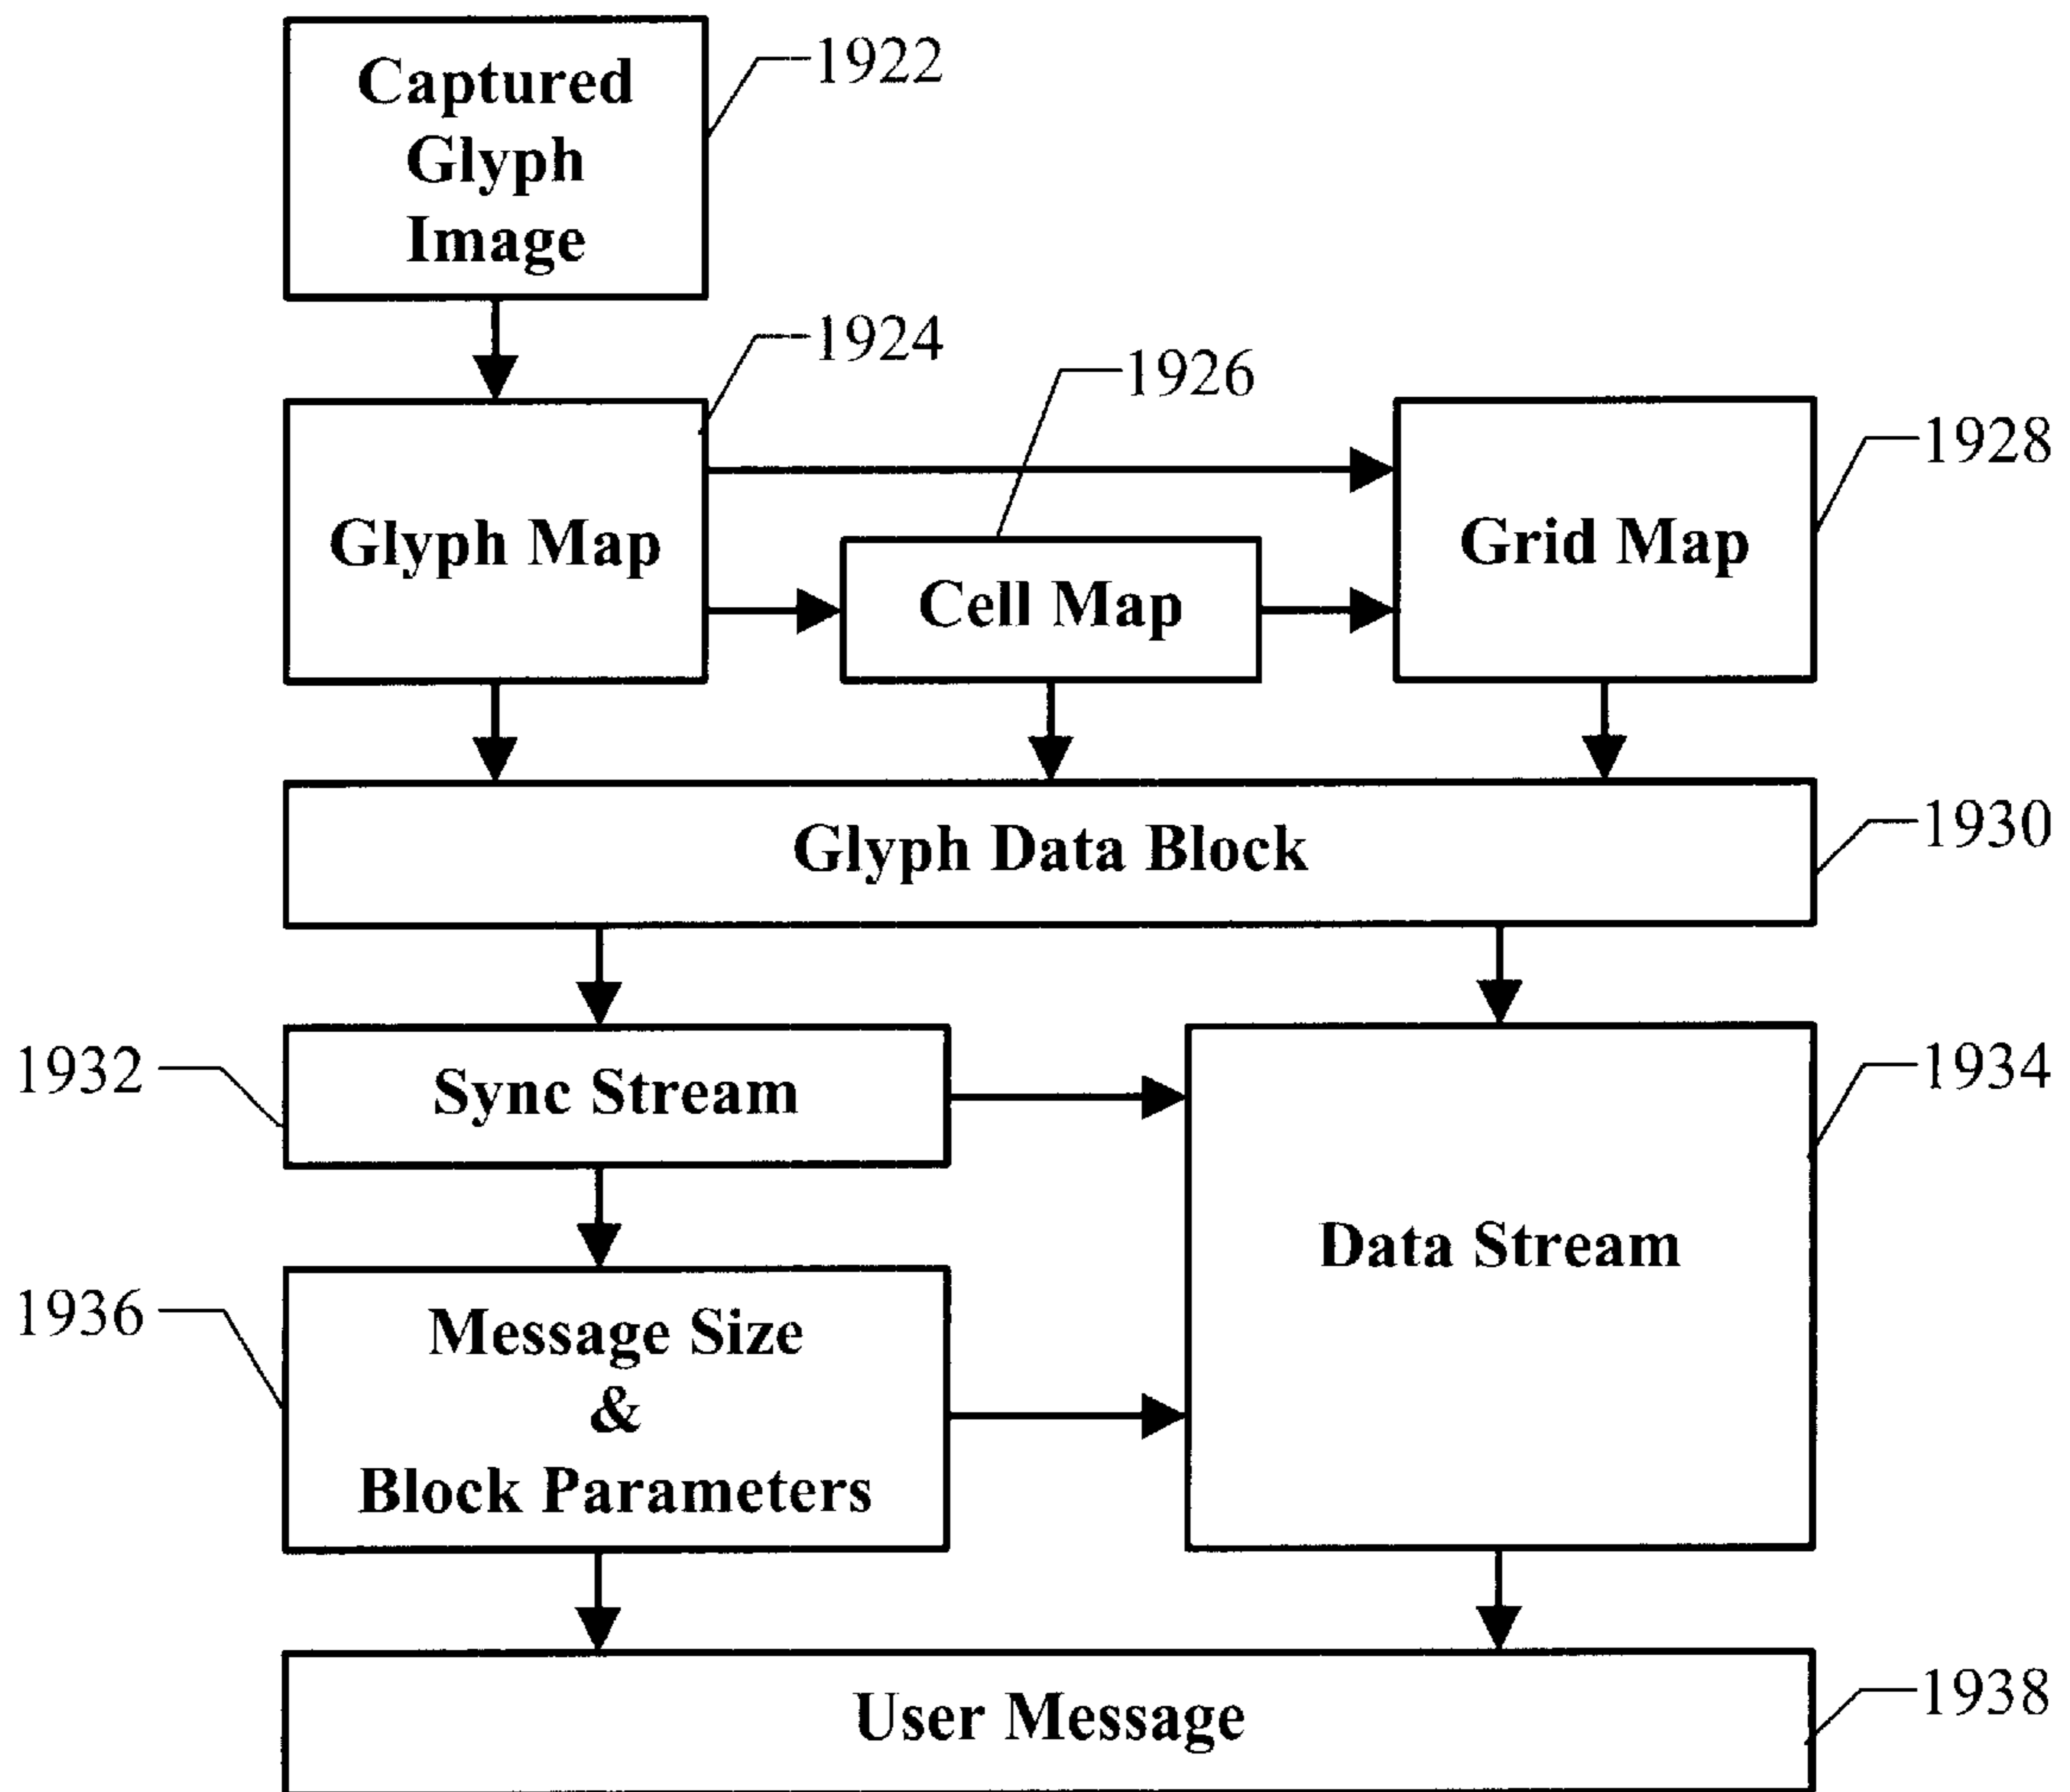 Captured
Glyph
Image
1922
1924
1926
1928
Glyph Map
Cell Map
Grid Map
Glyph Data Block
1930
1932
Sync Stream
1934
Data Stream
1936
Message Size
&
Block Parameters
User Message
1938